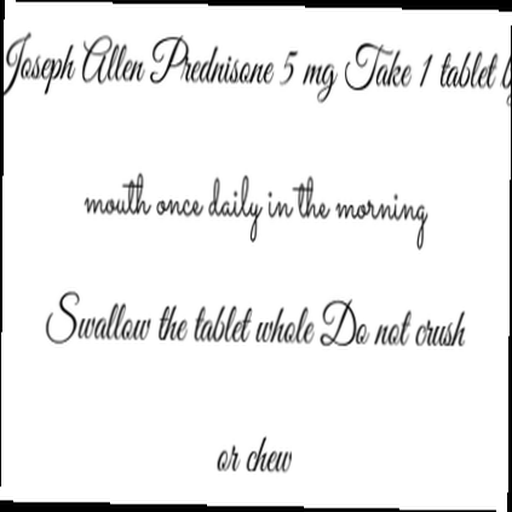 Joseph Allen Prednisone 5 mg Take 1 tablet
mouth once daily in the morning
Swallow the tablet whole Do not crush
or chew